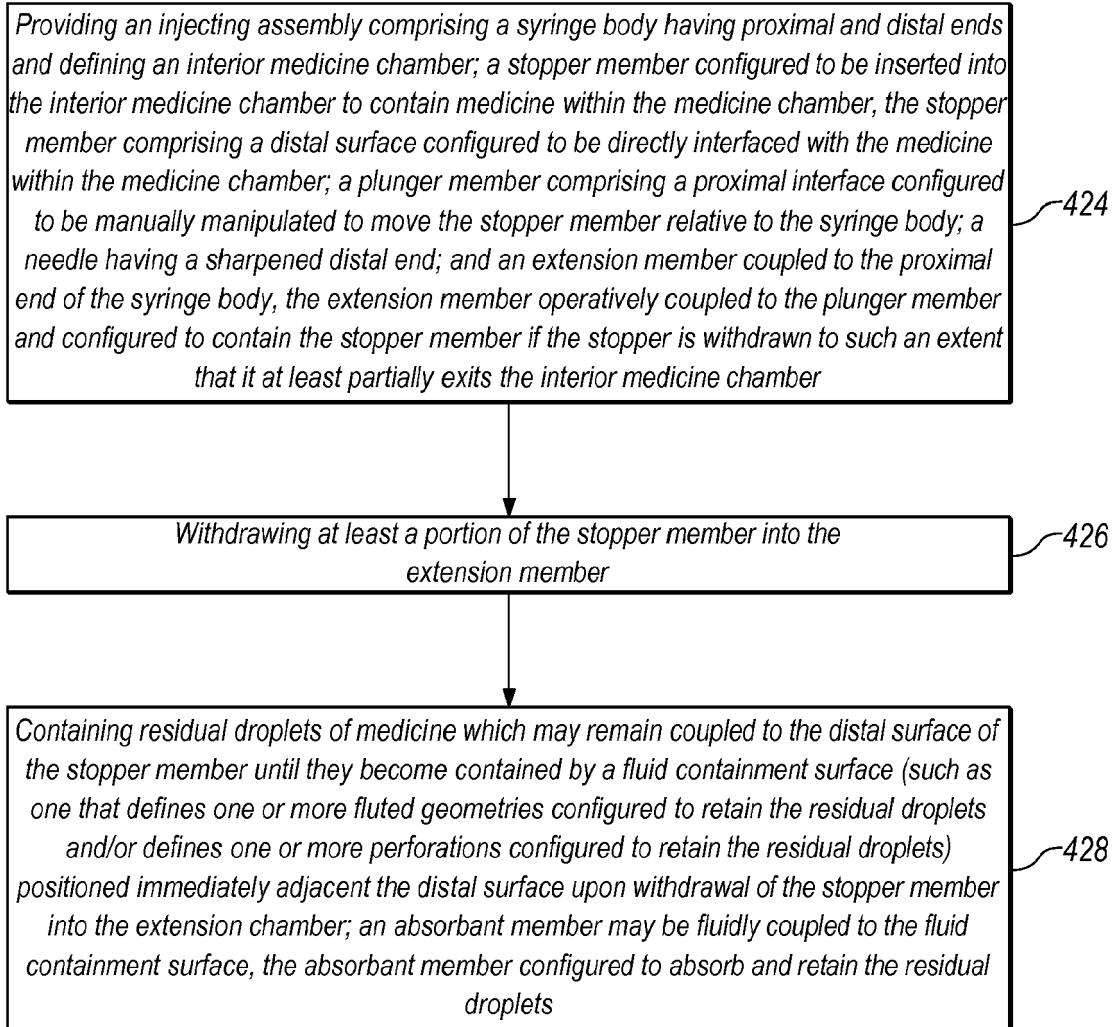 Providing an injecting assembly comprising a syringe body having proximal and distal ends
and defining an interior medicine chamber; a stopper member configured to be inserted into
the interior medicine chamber to contain medicine within the medicine chamber, the stopper
member comprising a distal surface configured to be directly interfaced with the medicine
within the medicine chamber; a plunger member comprising a proximal interface configured
to be manually manipulated to move the stopper member relative to the syringe body; a
needle having a sharpened distal end; and an extension member coupled to the proximal
end of the syringe body, the extension member operatively coupled to the plunger member
and configured to contain the stopper member if the stopper is withdrawn to such an extent
that it at least partially exits the interior medicine chamber
424
Withdrawing at least a portion of the stopper member into the
extension member
426
Containing residual droplets of medicine which may remain coupled to the distal surface of
the stopper member until they become contained by a fluid containment surface (such as
one that defines one or more fluted geometries configured to retain the residual droplets
and/or defines one or more perforations configured to retain the residual droplets)
positioned immediately adjacent the distal surface upon withdrawal of the stopper member
into the extension chamber; an absorbant member may be fluidly coupled to the fluid
containment surface, the absorbant member configured to absorb and retain the residual
droplets
428